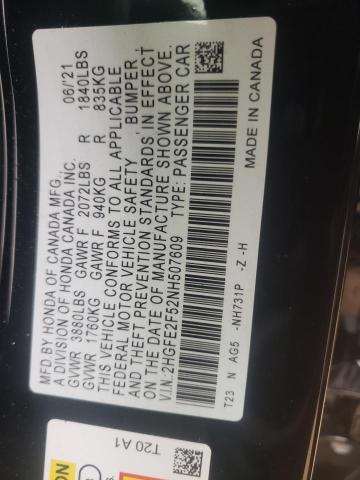 MFD.BY HONDA OF CANADA MFG. 06/21
A DIVISION OF HONDA CANADA INC.
GVWR 3880LBS GAWR F 2072LBS R 1840LBS
GVWR 1760KG GAWR F 940KG R 835KG
THIS VEHICLE CONFORMS TO ALL APPLICABLE
FEDERAL MOTOR VEHICLE SAFETY , BUMPER ,
AND THEFT PREVENTION STANDARDS IN EFFECT
ON THE DATE OF MANUFACTURE SHOWN ABOVE.
V.I.N.:2HGFE2F52NH507609 TYPE:PASSENGER CAR
T23 N AG5 -NH731P -Z -H
MADE IN CANADA
T20 A1